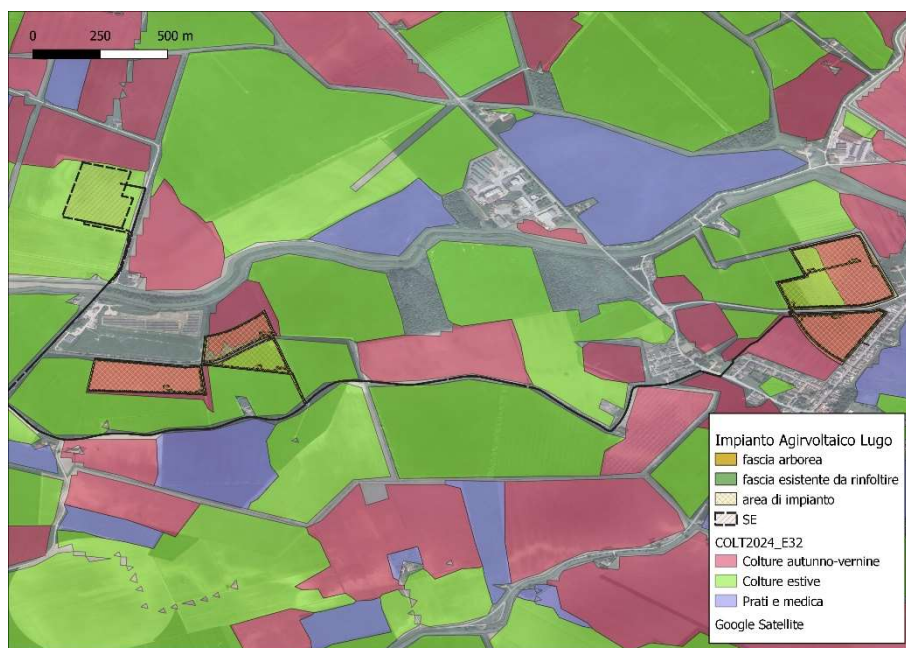 0 250 500 m
Impianto Agirvoltaico Lugo
fascia arborea
fascia esistente da rinfoltire
area di impianto
SE
COLT2024_E32
Colture autunno-vernine
Colture estive
Prati e medica
Google Satellite